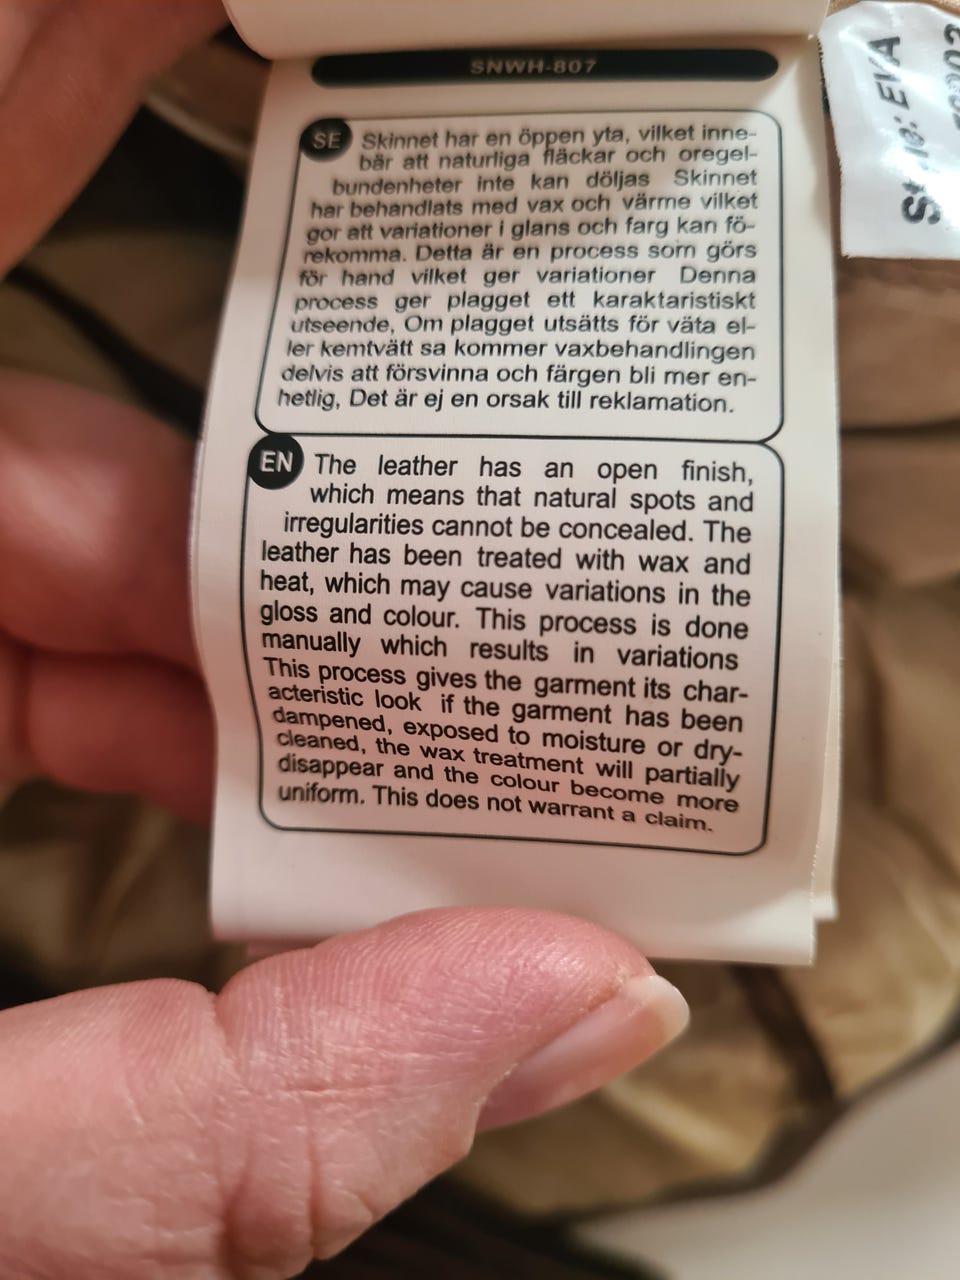 SNWH-807
SE Skinnet har en öppen yta, vilket inne-
bär att naturliga fläckar och oregel-
bundenheter inte kan döljas Skinnet
har behandlats med vax och värme vilket
gor att variationer i glans och farg kan fö-
rekomma. Detta är en process som görs
för hand vilket ger variationer Denna
process ger plagget ett karaktaristiskt
utseende, Om plagget utsätts för väta el-
ler kemtvätt sa kommer vaxbehandlingen
delvis att försvinna och färgen bli mer en-
hetlig, Det är ej en orsak till reklamation.
EN The leather has an open finish,
which means that natural spots and
irregularities cannot be concealed. The
leather has been treated with wax and
heat, which may cause variations in the
gloss and colour. This process is done
manually which results in variations
This process gives the garment its char-
acteristic look if the garment has been
dampened, exposed to moisture or dry-
cleaned, the wax treatment will partially
disappear and the colour become more
uniform. This does not warrant a claim.
EVA